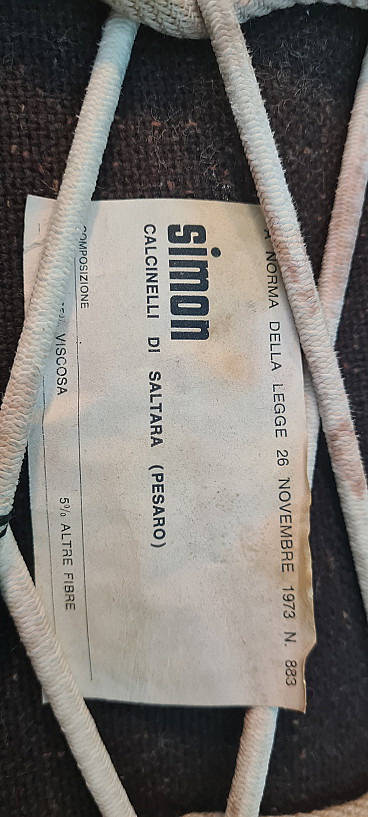 A NORMA DELLA LEGGE 26 NOVEMBRE 1973 N. 883
simon
CALCINELLI DI SALTARA (PESARO)
COMPOSIZIONE
VISCOSA 5% ALTRE FIBRE